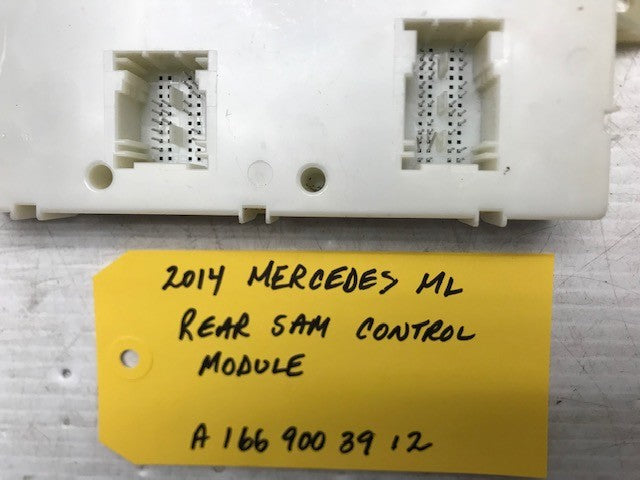 2014 MERCEDES ML
REAR SAM CONTROL
MODULE
A 166 900 39 12